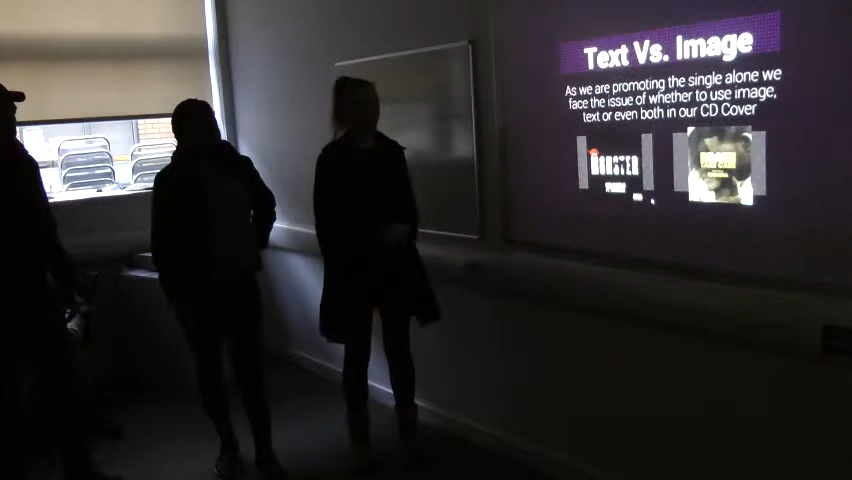 Text Vs. Image
As we are promoting the single alone we
face the issue of whether to use image,
text or even both in our CD Cover
MONSTER